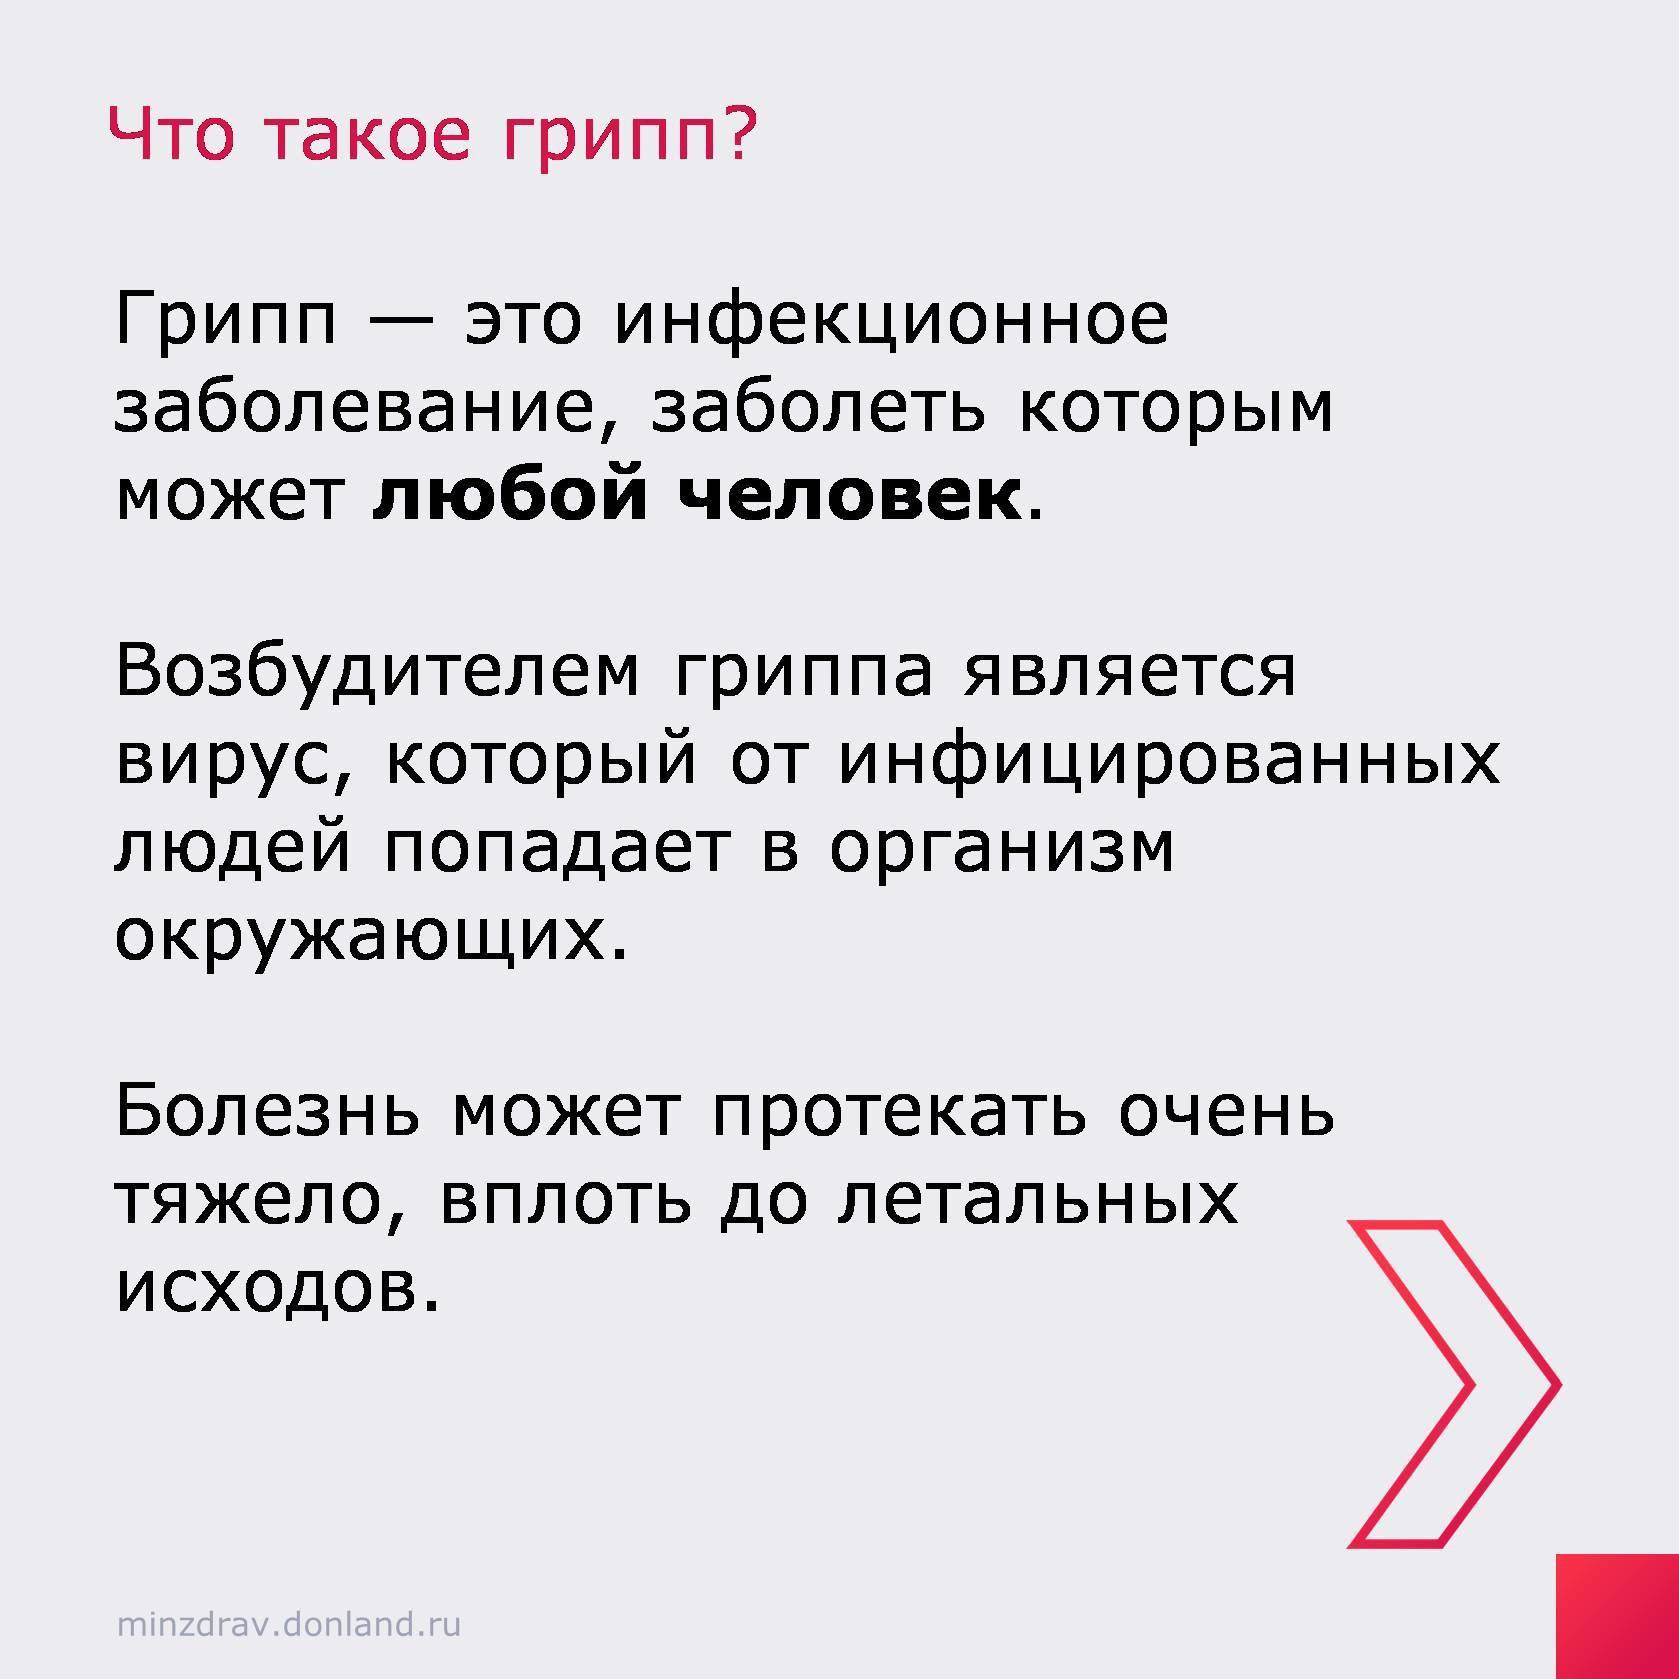 Что такое грипп?
Грипп — это инфекционное
заболевание, заболеть которым
может любой человек.
Возбудителем гриппа является
вирус, который от инфицированных
людей попадает в организм
окружающих.
Болезнь может протекать очень
тяжело, вплоть до летальных
исходов.
minzdrav.donland.ru